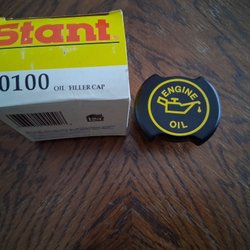 Stant
0100 OIL FILLER CAP
ENGINE
OIL